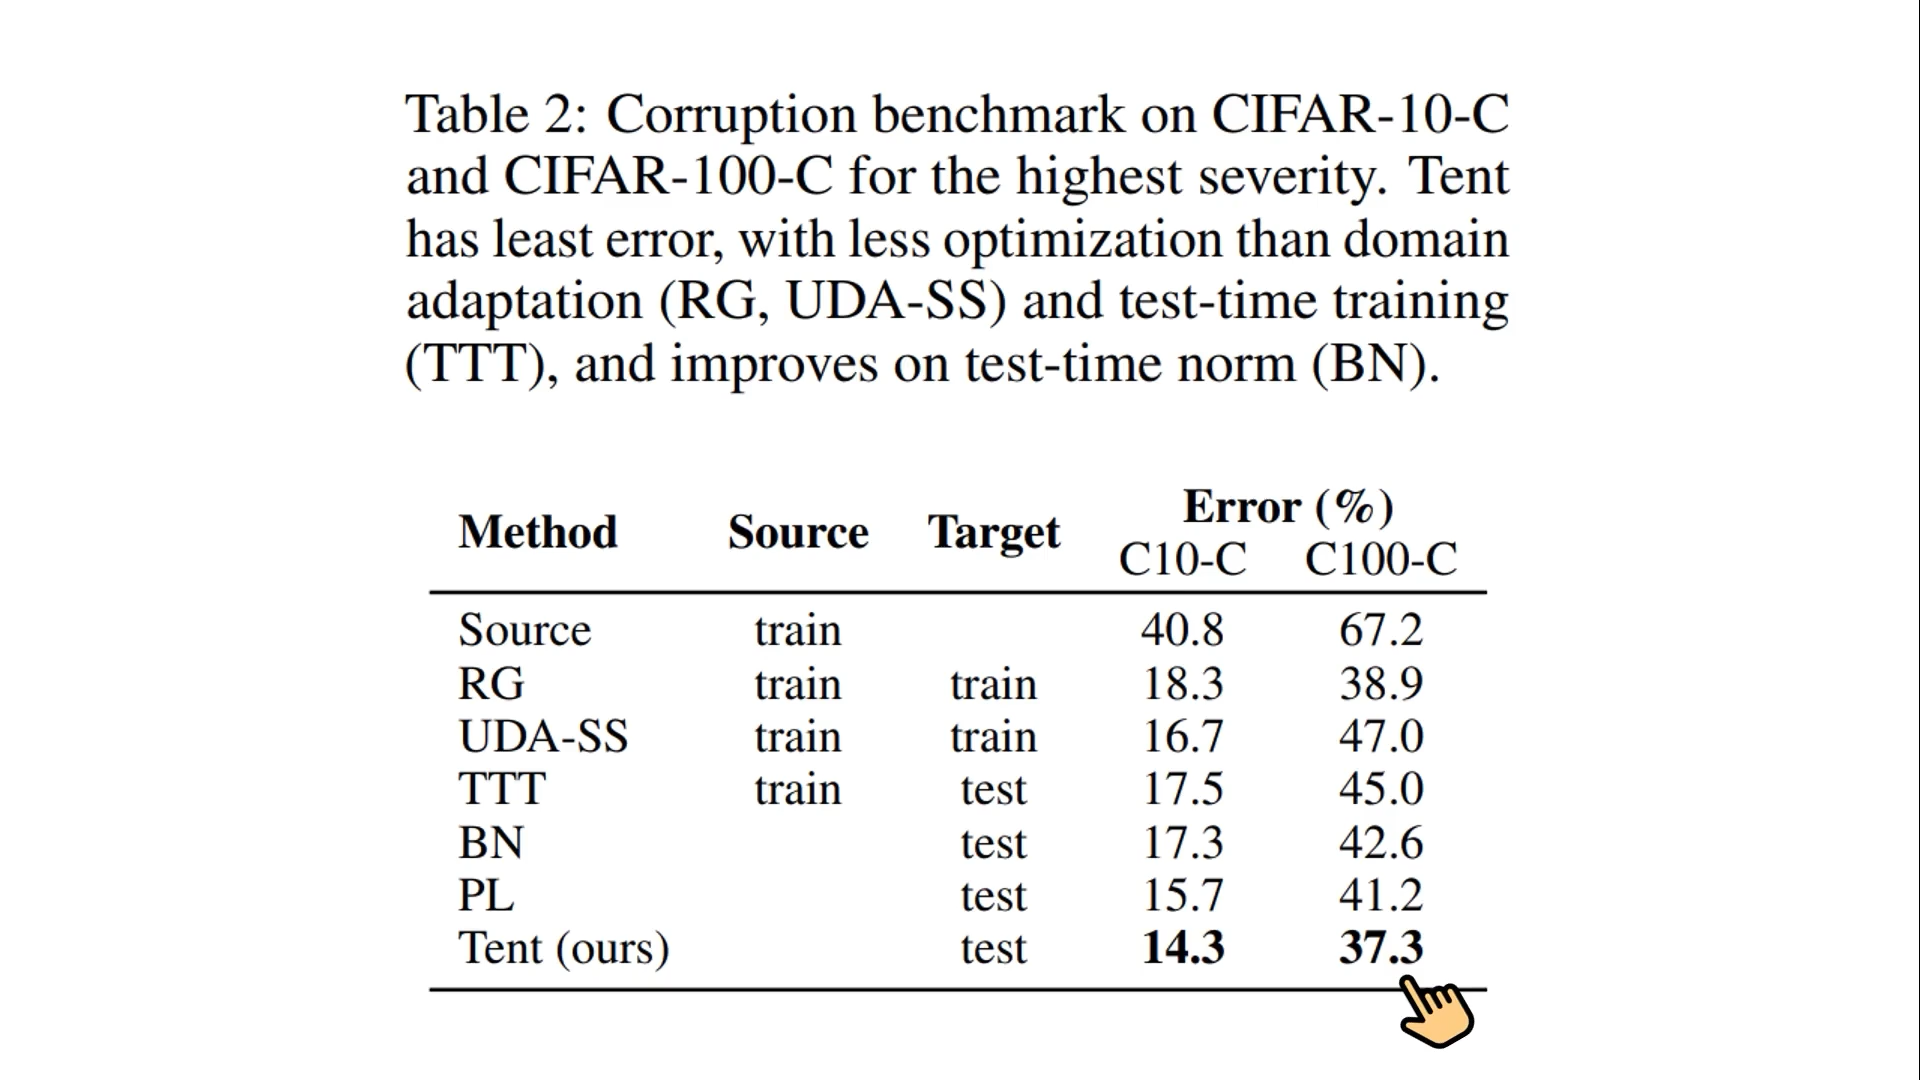 Table 2: Corruption benchmark on CIFAR-10-C
and CIFAR-100-C for the highest severity. Tent
has least error, with less optimization than domain
adaptation (RG, UDA-SS) and test-time training
(TTT), and improves on test-time norm (BN).
Method Source Target Error (%)
C10-C C100-C
Source train 40.8 67.2
RG train train 18.3 38.9
UDA-SS train train 16.7 47.0
TTT train test 17.5 45.0
BN test 17.3 42.6
PL test 15.7 41.2
Tent (ours) test 14.3 37.3